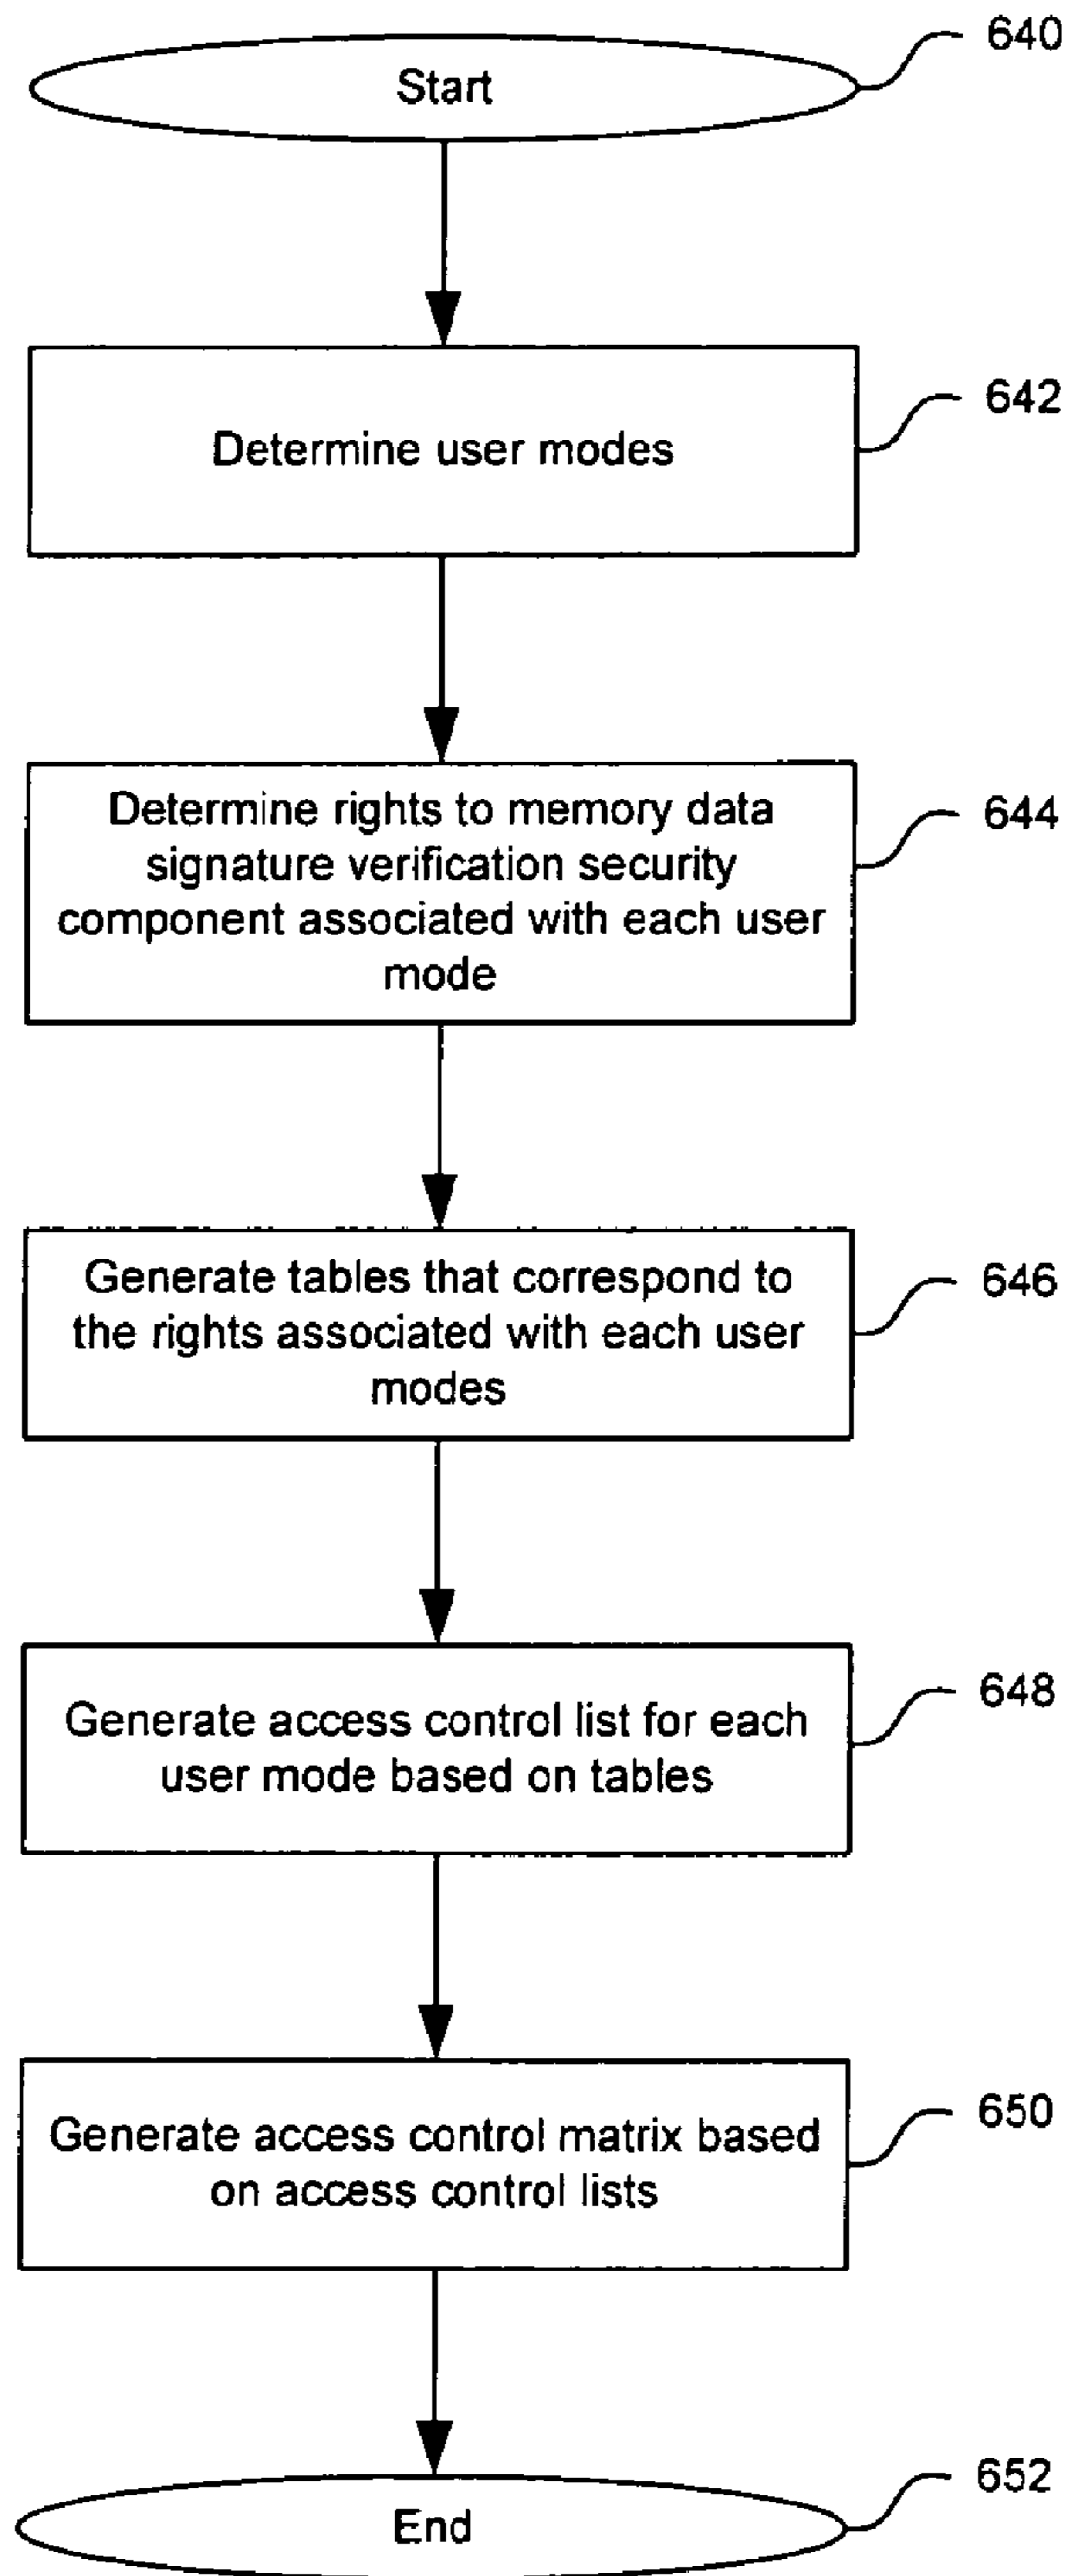 Start
640
Determine user modes
642
Determine rights to memory data
signature verification security
component associated with each user
mode
644
Generate tables that correspond to
the rights associated with each user
modes
646
Generate access control list for each
user mode based on tables
648
Generate access control matrix based
on access control lists
650
End
652